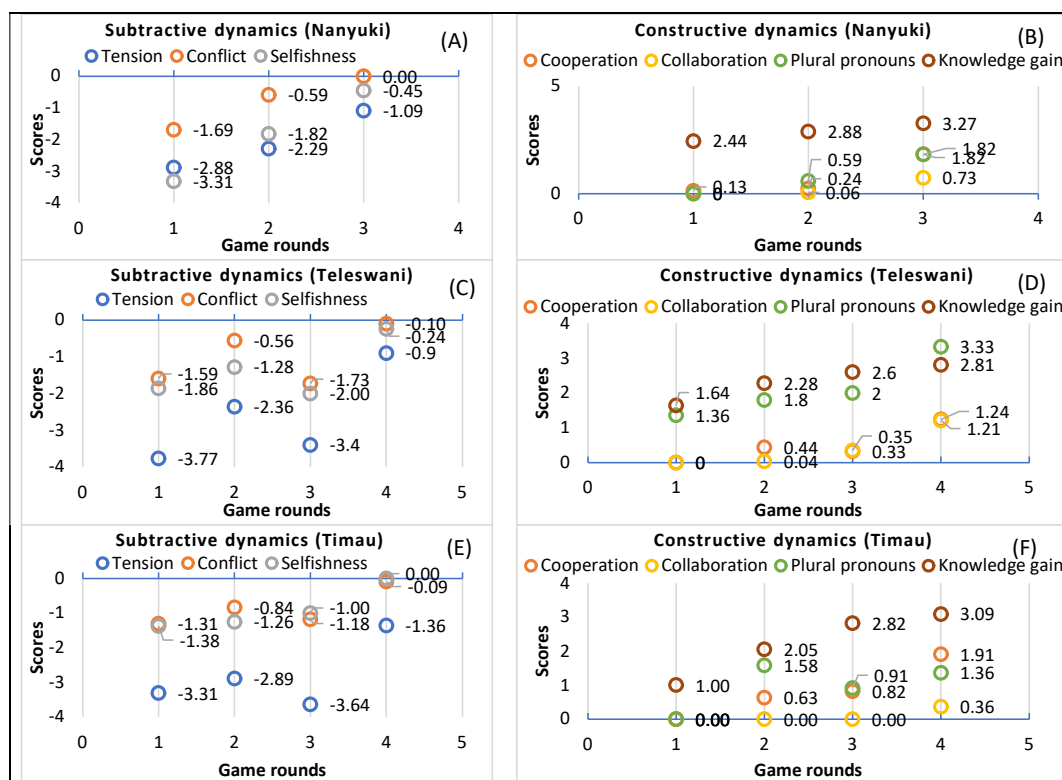 Subtractive dynamics (Nanyuki)
(A)
Tension Conflict Selfishness
0
-1
-2
-3
-4
Scores
0.00
-0.45
-0.59
-1.09
-1.69
-1.82
-2.29
-2.88
-3.31
0 1 2 3 4
Game rounds
Constructive dynamics (Nanyuki)
(B)
Cooperation Collaboration Plural pronouns Knowledge gain
5
0
Scores
2.44
2.88
3.27
0.59
1.82
1.82
0.13
0.24
0.73
0
0.06
0 1 2 3 4
Game rounds
Subtractive dynamics (Teleswani)
(C)
Tension Conflict Selfishness
0
-1
-2
-3
-4
Scores
-0.10
-0.24
-0.56
-0.9
-1.28
-1.59
-1.73
-1.86
-2.00
-2.36
-3.4
-3.77
0 1 2 3 4 5
Game rounds
Constructive dynamics (Teleswani)
(D)
Cooperation Collaboration Plural pronouns Knowledge gain
4
3
2
1
0
Scores
3.33
2.81
2.6
2.28
1.64
1.8
2
1.36
1.24
1.21
0.44
0.35
0.33
0
0.04
0 1 2 3 4 5
Game rounds
Subtractive dynamics (Timau)
(E)
Tension Conflict Selfishness
0
-1
-2
-3
-4
Scores
0.00
-0.09
-0.84
-1.00
-1.31
-1.26
-1.18
-1.36
-1.38
-2.89
-3.31
-3.64
0 1 2 3 4 5
Game rounds
Constructive dynamics (Timau)
(F)
Cooperation Collaboration Plural pronouns Knowledge gain
4
3
2
1
0
Scores
3.09
2.82
2.05
1.91
1.58
1.36
1.00
0.91
0.63
0.82
0.36
0.00
0.00
0.00
0 1 2 3 4 5
Game rounds